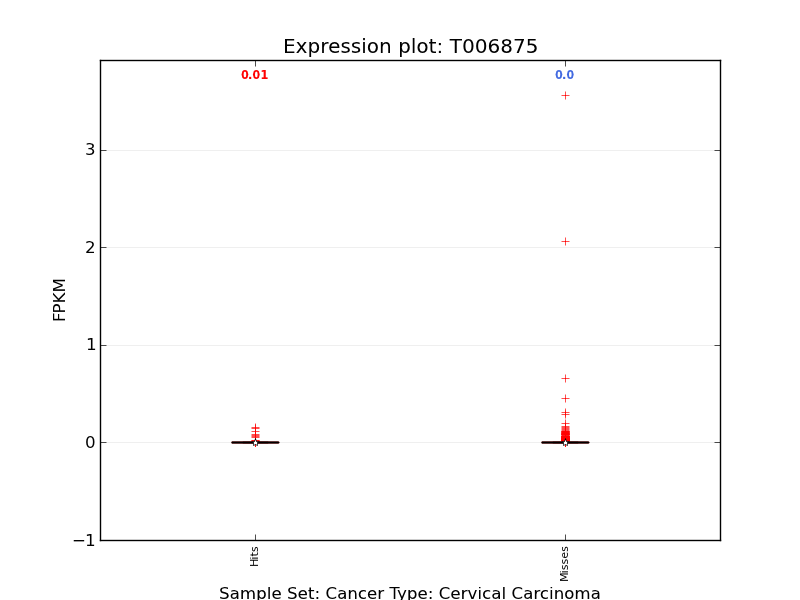 Expression plot: T006875
0.01
0.0
3
2
1
0
−1
FPKM
Hits
Misses
Sample Set: Cancer Type: Cervical Carcinoma